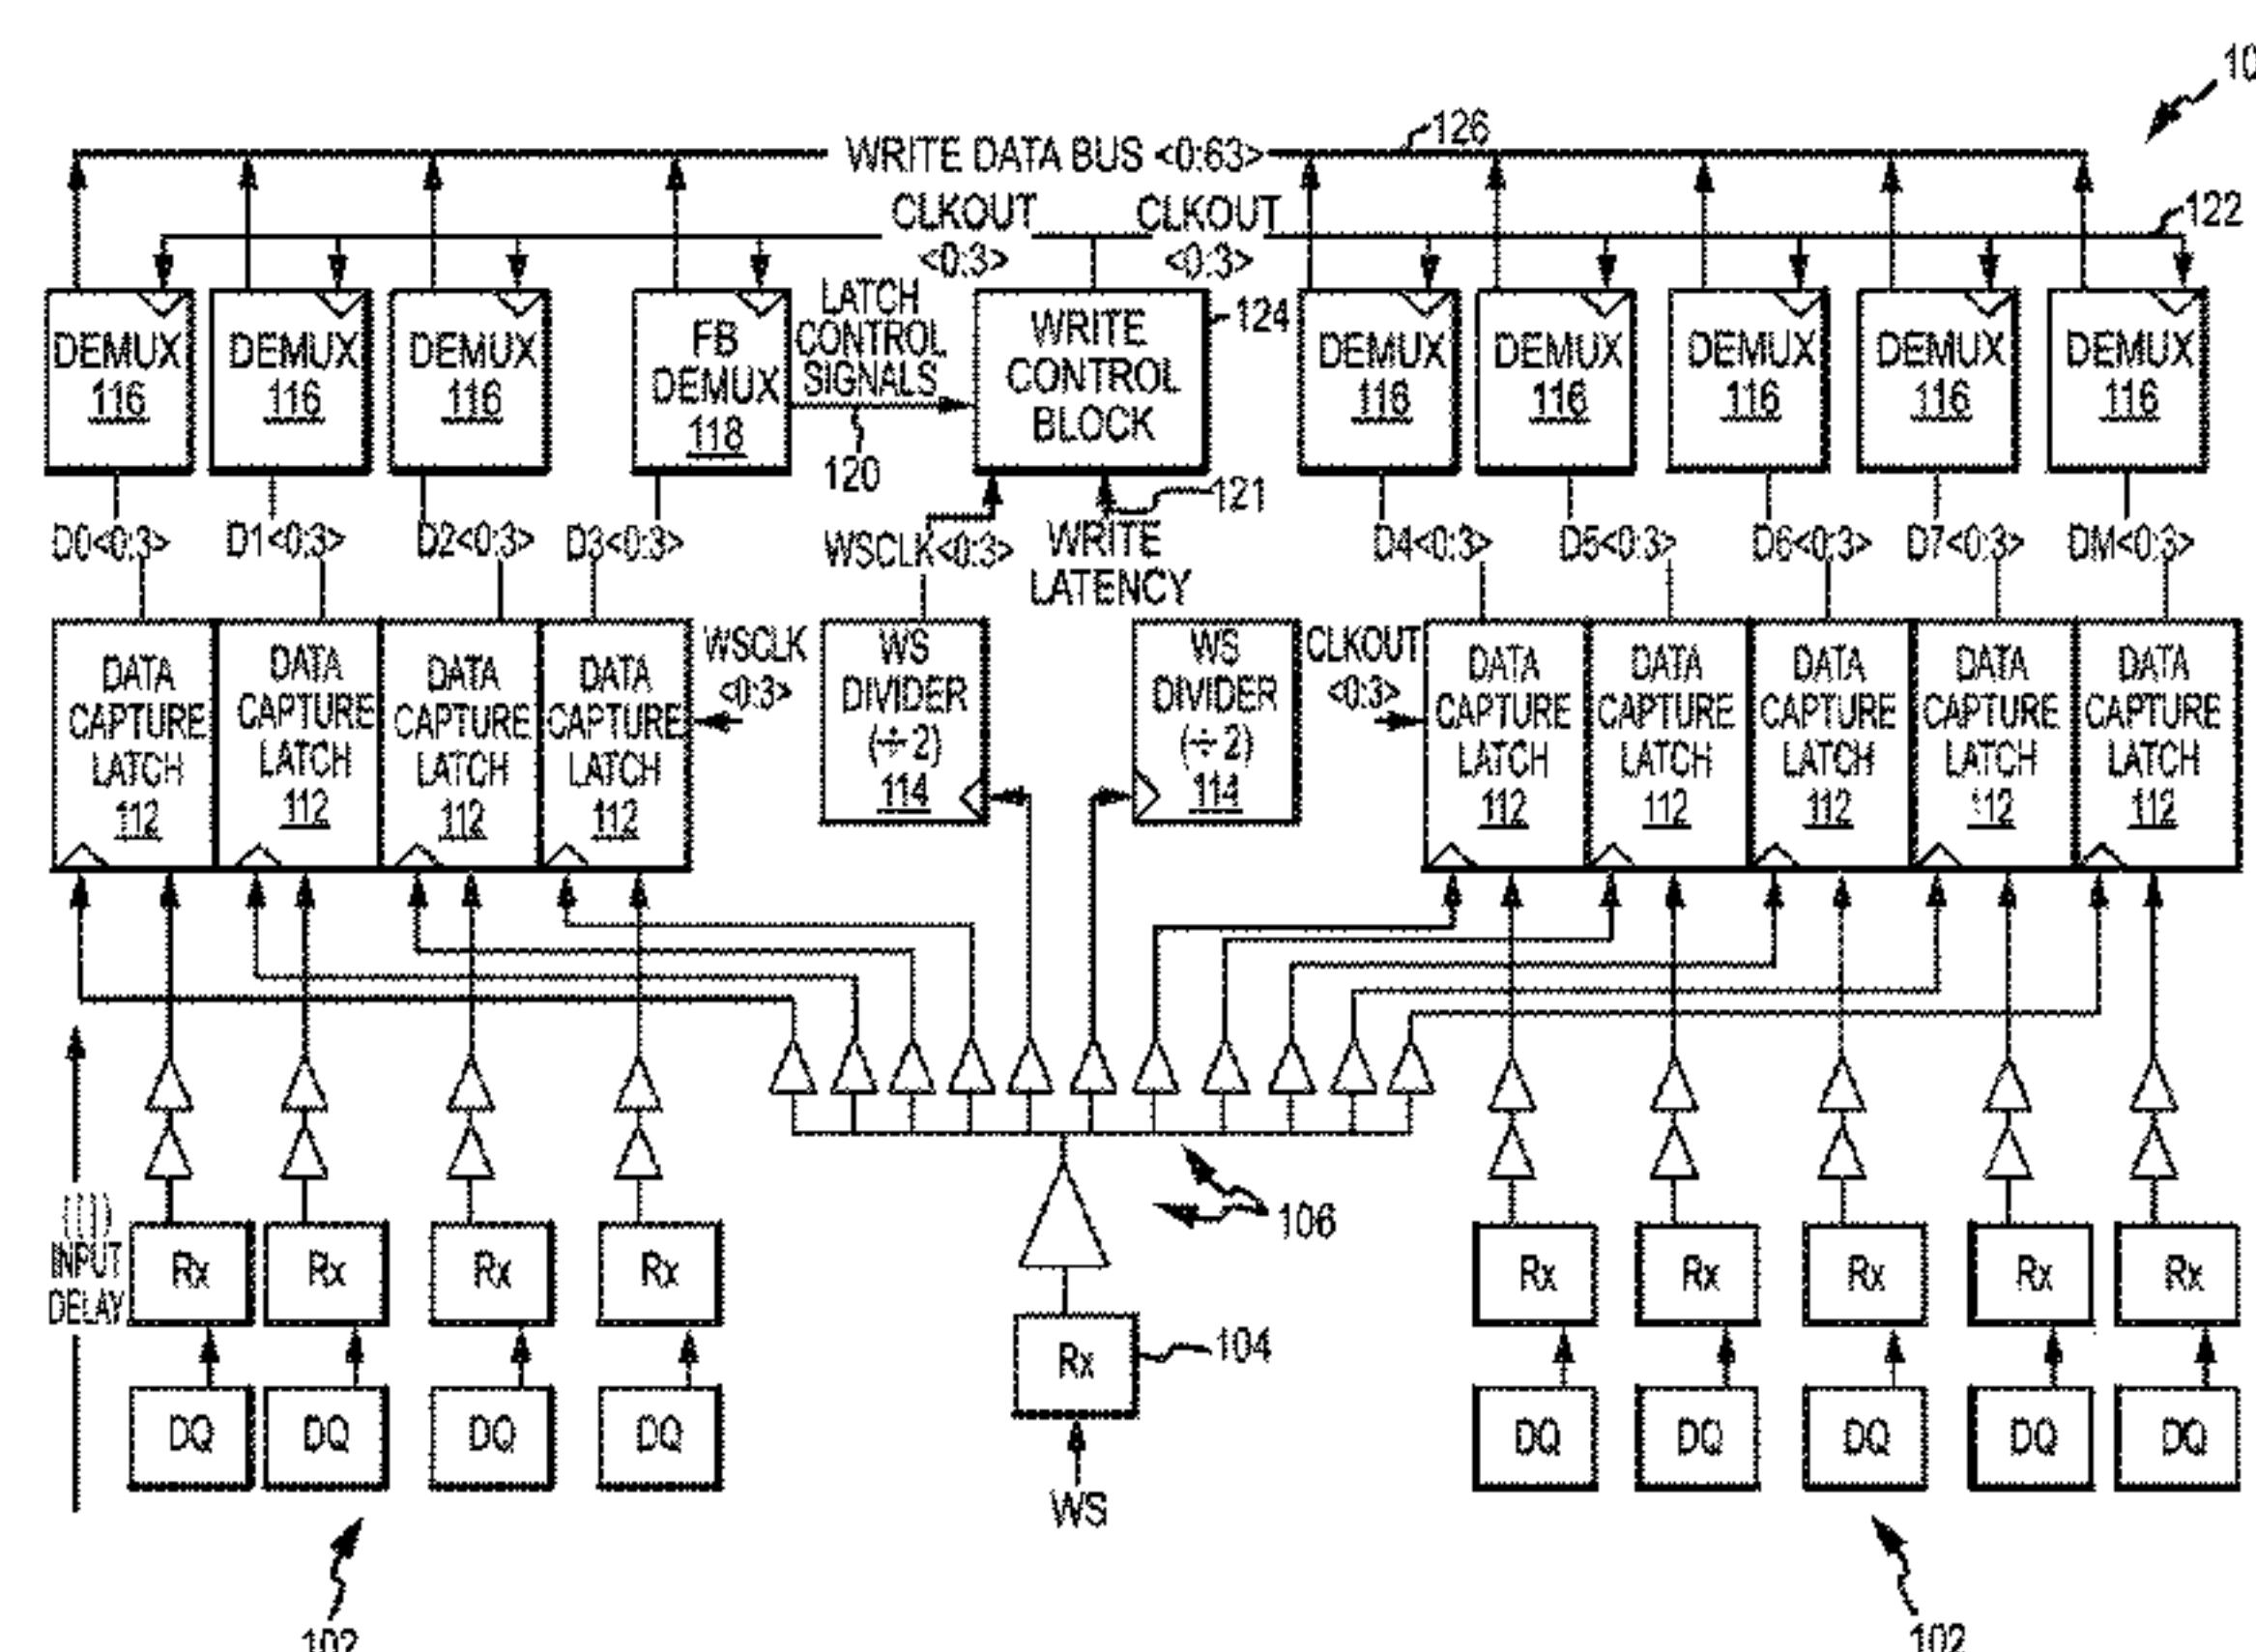 10
126
WRITE DATA BUS <0:63>
122
CLKOUT <0:3>
CLKOUT <0:3>
DEMUX 116
DEMUX 116
DEMUX 116
FB DEMUX 118
LATCH CONTROL SIGNALS
120
WRITE CONTROL BLOCK
124
DEMUX 116
DEMUX 116
DEMUX 116
DEMUX 116
DEMUX 116
121
D0<0:3>
D1<0:3>
D2<0:3>
D3<0:3>
WSCLK<0:3>
WRITE LATENCY
D4<0:3>
D5<0:3>
D6<0:3>
D7<0:3>
DM<0:3>
DATA CAPTURE LATCH 112
DATA CAPTURE LATCH 112
DATA CAPTURE LATCH 112
DATA CAPTURE LATCH 112
WSCLK <0:3>
WS DIVIDER (÷2) 114
WS DIVIDER (÷2) 114
CLKOUT <0:3>
DATA CAPTURE LATCH 112
DATA CAPTURE LATCH 112
DATA CAPTURE LATCH 112
DATA CAPTURE LATCH 112
DATA CAPTURE LATCH 112
106
INPUT DELAY
Rx
Rx
Rx
Rx
Rx
104
Rx
Rx
Rx
Rx
Rx
DQ
DQ
DQ
DQ
WS
DQ
DQ
DQ
DQ
DQ
102
102